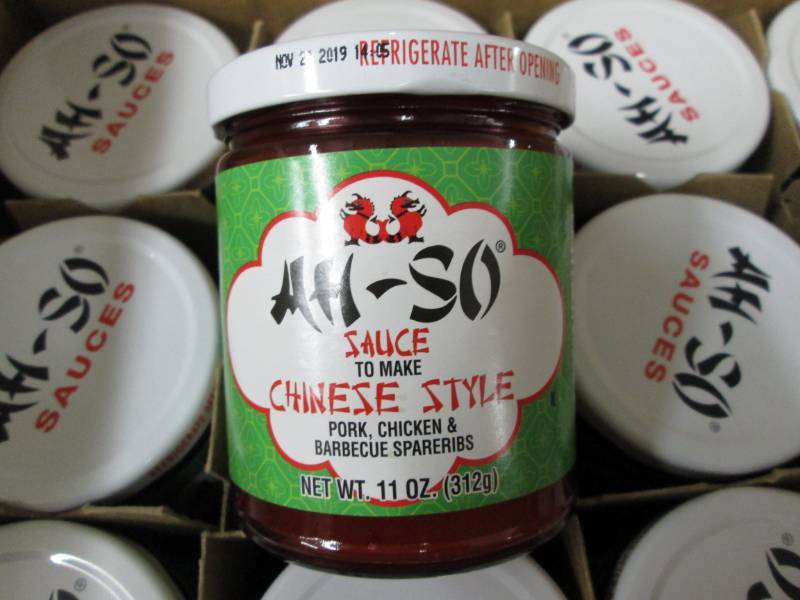 AH-SO
SAUCES
AH-SO
SAUCES
NOV 2 2019 14:05
REFRIGERATE AFTER OPENING
AH-SO®
SAUCE
TO MAKE
CHINESE STYLE
PORK, CHICKEN &
BARBECUE SPARERIBS
NET WT. 11 OZ. (312g)
AH-SO
SAUCES
AH-SO®
SAUCES